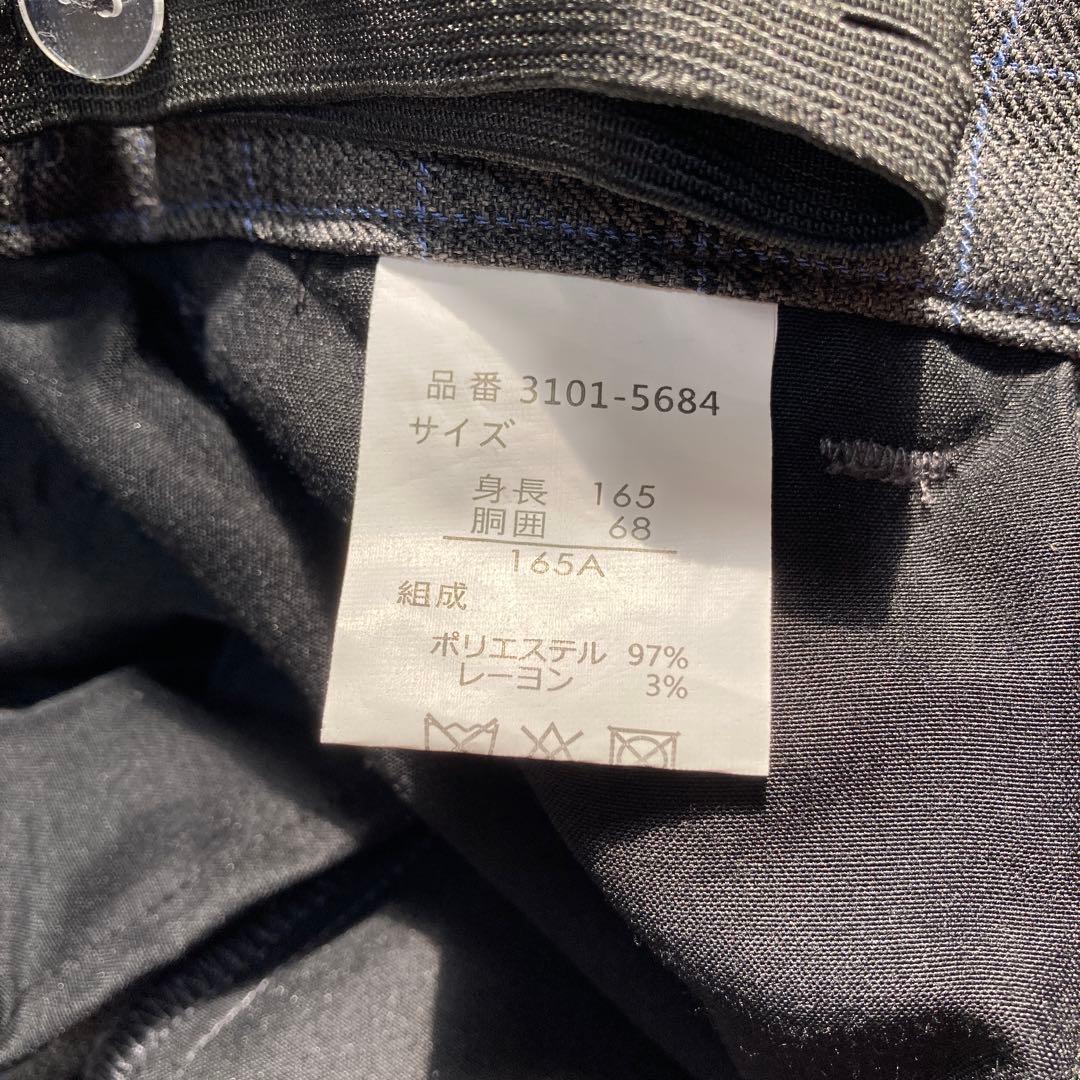 品番 3101-5684
サイズ
身長 165
胴囲 68
165A
組成
ポリエステル 97%
レーヨン 3%